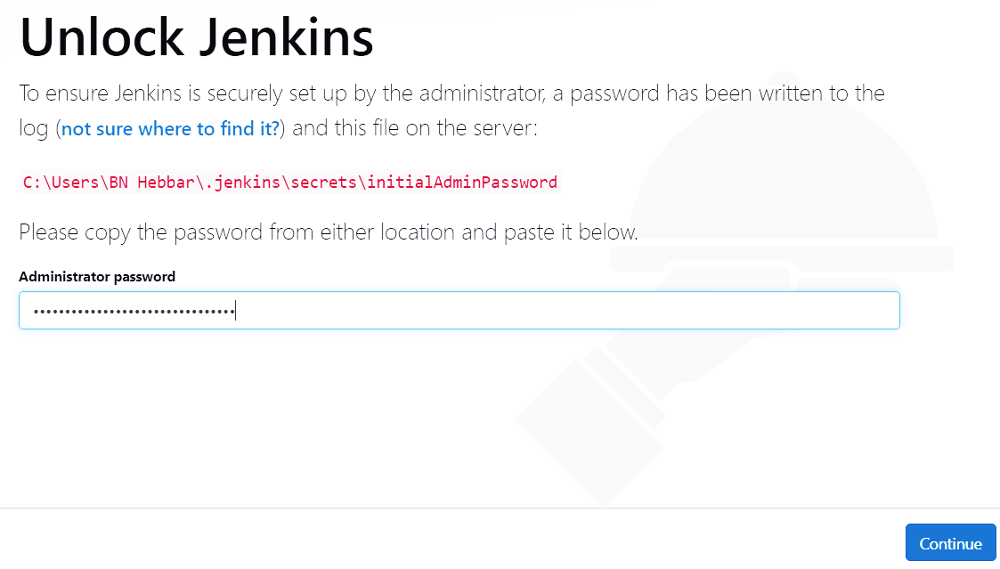 Unlock Jenkins
To ensure Jenkins is securely set up by the administrator, a password has been written to the
log (not sure where to find it?) and this file on the server:
C:\Users\BN Hebbar\.jenkins\secrets\initialAdminPassword
Please copy the password from either location and paste it below.
Administrator password
••••••••••••••••••••••••••••••••
Continue